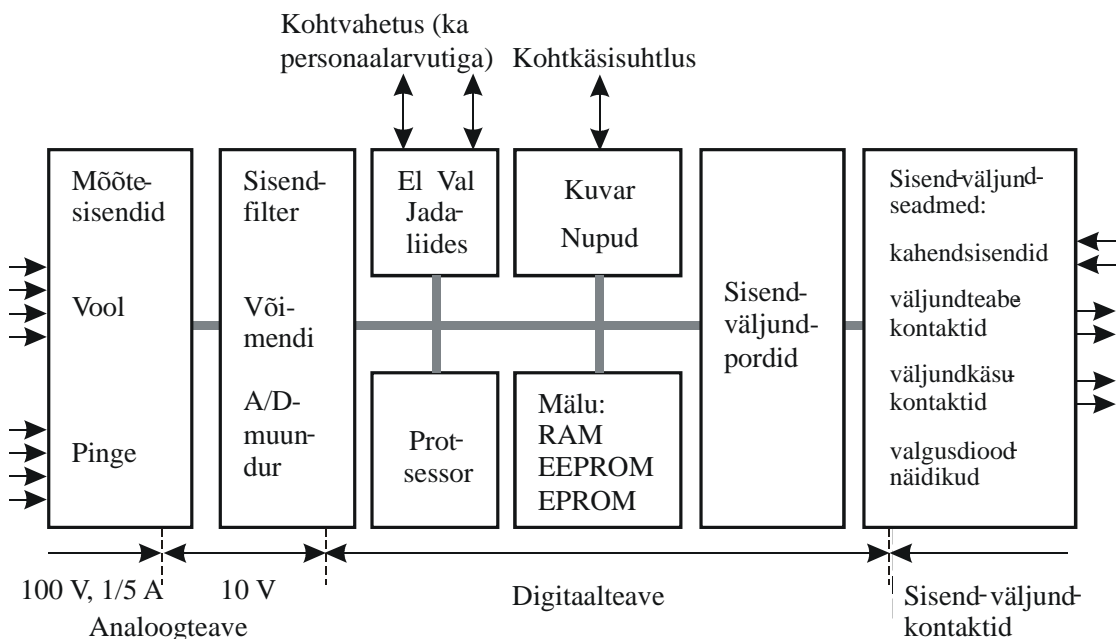 Kohtvahetus (ka
personaalarvutiga)
Kohtkäsisuhtlus
Mõõte-
sisendid
Vool
Pinge
Sisend-
filter
Või-
mendi
A/D-
muun-
dur
El Val
Jada-
liides
Kuvar
Nupud
Prot-
sessor
Mälu:
RAM
EEPROM
EPROM
Sisend-
väljund-
pordid
Sisend-väljund-
seadmed:
kahendsisendid
väljundteabe-
kontaktid
väljundkäsu-
kontaktid
valgusdiood-
näidikud
100 V, 1/5 A
10 V
Analoogteave
Digitaalteave
Sisend-väljund-
kontaktid